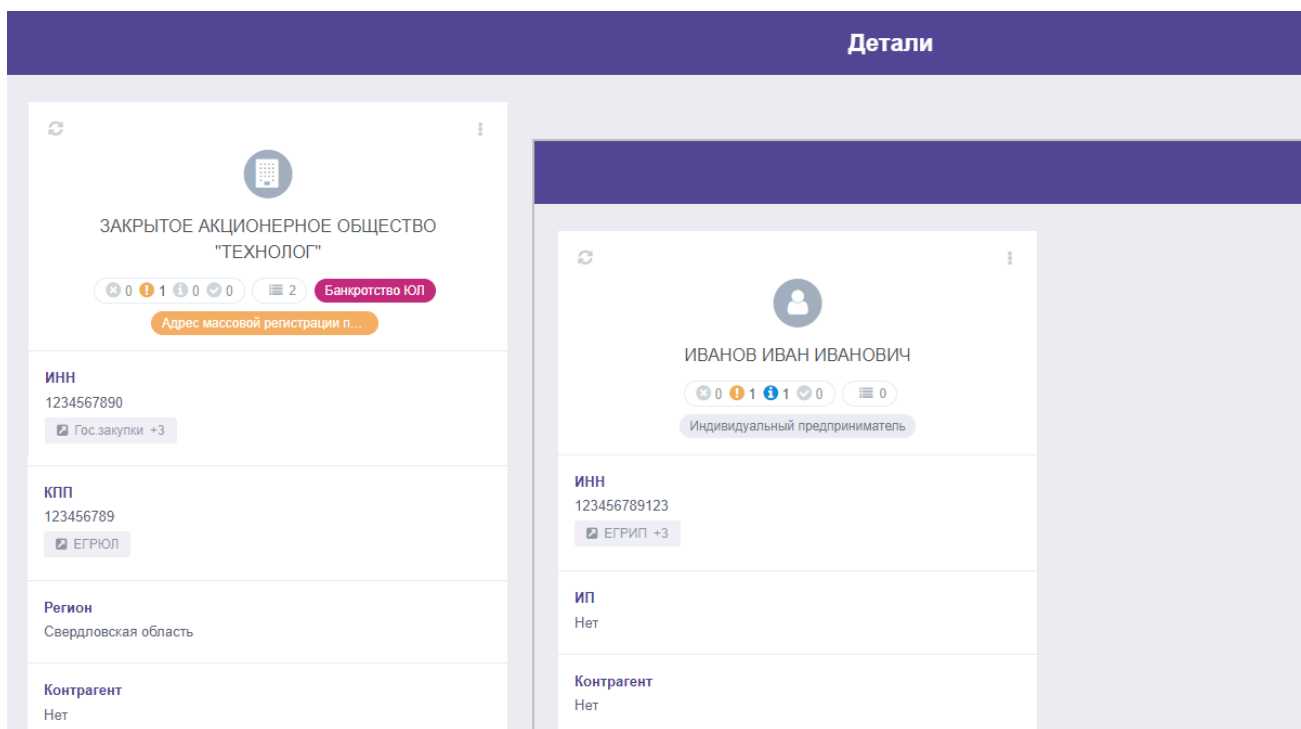 Детали
ЗАКРЫТОЕ АКЦИОНЕРНОЕ ОБЩЕСТВО
"ТЕХНОЛОГ"
0 1 0 0 2 Банкротство ЮЛ
Адрес массовой регистрации п...
ИНН
1234567890
Гос.закупки +3
КПП
123456789
ЕГРЮЛ
Регион
Свердловская область
Контрагент
Нет
ИВАНОВ ИВАН ИВАНОВИЧ
0 1 1 0 0
Индивидуальный предприниматель
ИНН
123456789123
ЕГРИП +3
ИП
Нет
Контрагент
Нет